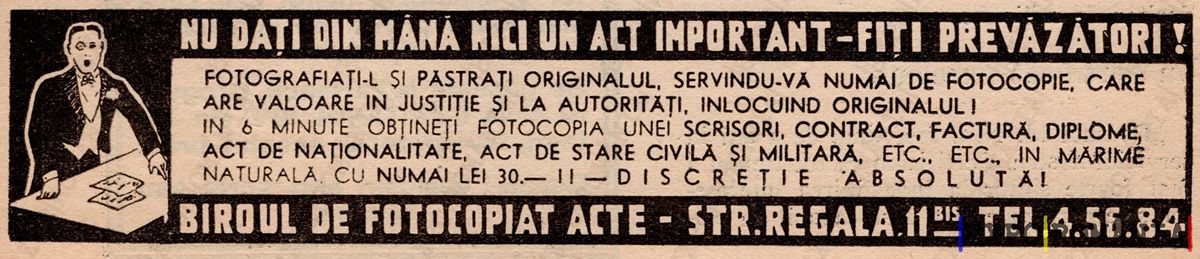 NU DAȚI DIN MÂNĂ NICI UN ACT IMPORTANT-FIȚI PREVĂZĂTORI!
FOTOGRAFIAȚI-L ȘI PĂSTRAȚI ORIGINALUL, SERVINDU-VĂ NUMAI DE FOTOCOPIE, CARE
ARE VALOARE IN JUSTIȚIE ȘI LA AUTORITĂȚI, INLOCUIND ORIGINALUL!
IN 6 MINUTE OBȚINEȚI FOTOCOPIA UNEI SCRISORI, CONTRACT, FACTURĂ, DIPLOME,
ACT DE NAȚIONALITATE, ACT DE STARE CIVILĂ ȘI MILITARĂ, ETC., ETC., IN MĂRIME
NATURALĂ, CU NUMAI LEI 30.— II — DISCREȚIE ABSOLUTĂ!
BIROUL DE FOTOCOPIAT ACTE - STR. REGALA. 11 BIS TEL 4.56.84